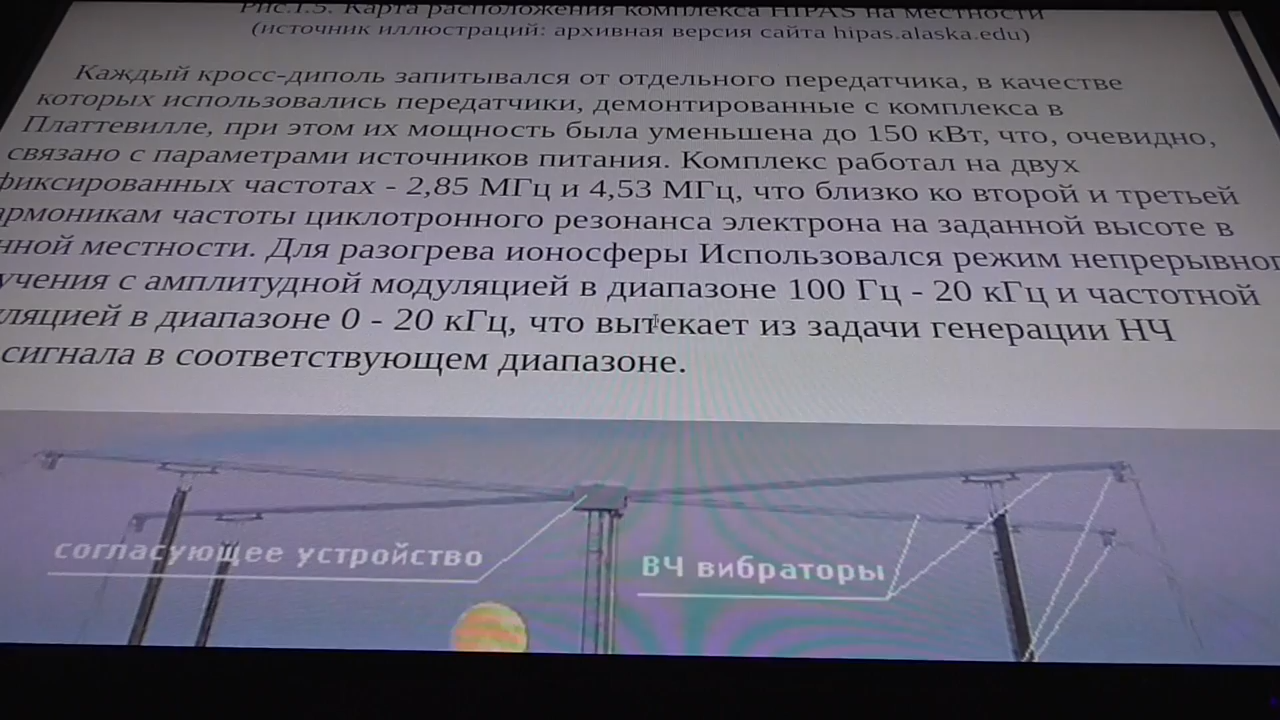 Рис.1.5. Карта расположения комплекса HIPAS на местности
(источник иллюстраций: архивная версия сайта hipas.alaska.edu)
Каждый кросс-диполь запитывался от отдельного передатчика, в качестве
которых использовались передатчики, демонтированные с комплекса в
Платтевилле, при этом их мощность была уменьшена до 150 кВт, что, очевидно,
связано с параметрами источников питания. Комплекс работал на двух
фиксированных частотах - 2,85 МГц и 4,53 МГц, что близко ко второй и третьей
армоникам частоты циклотронного резонанса электрона на заданной высоте в
нной местности. Для разогрева ионосферы Использовался режим непрерывног
учения с амплитудной модуляцией в диапазоне 100 Гц - 20 кГц и частотной
ляцией в диапазоне 0 - 20 кГц, что вытекает из задачи генерации НЧ
сигнала в соответствующем диапазоне.
согласующее устройство
ВЧ вибраторы